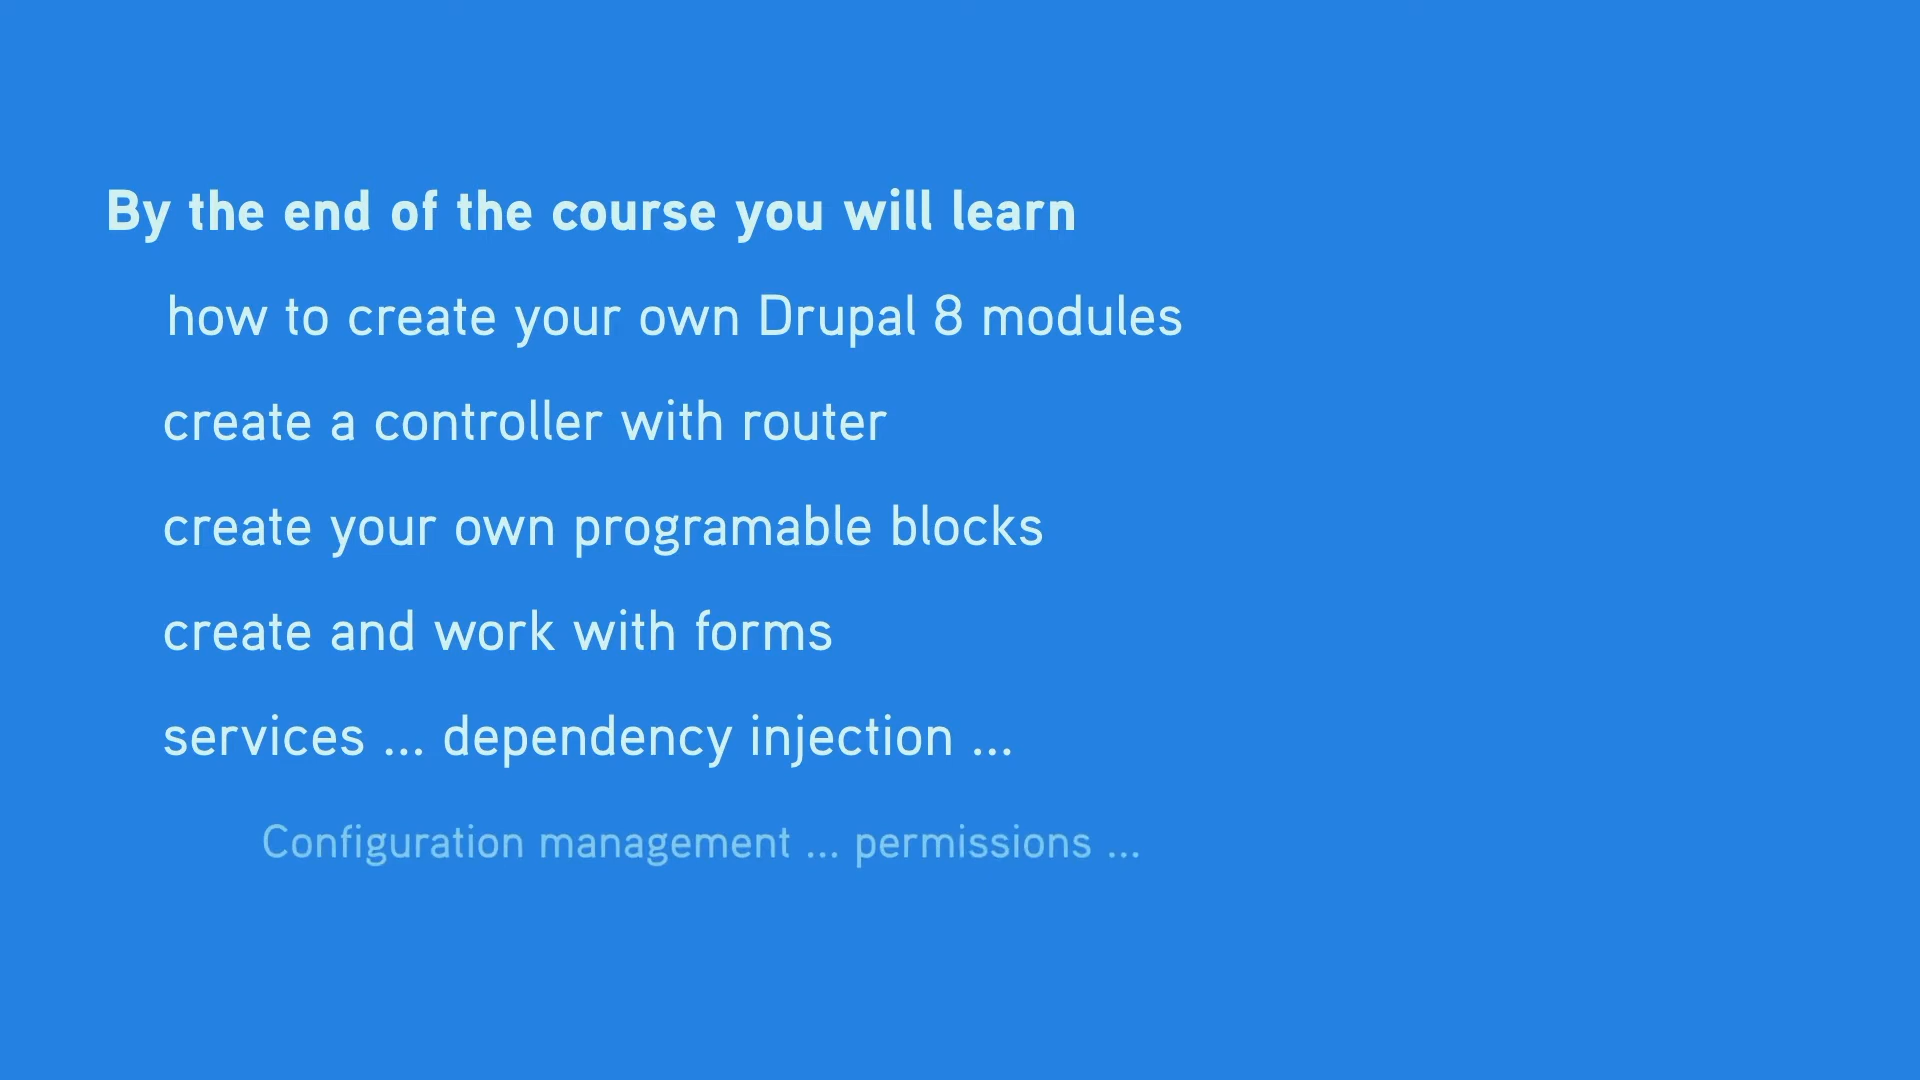 By the end of the course you will learn
how to create your own Drupal 8 modules
create a controller with router
create your own programable blocks
create and work with forms
services ... dependency injection ...
Configuration management ... permissions ...